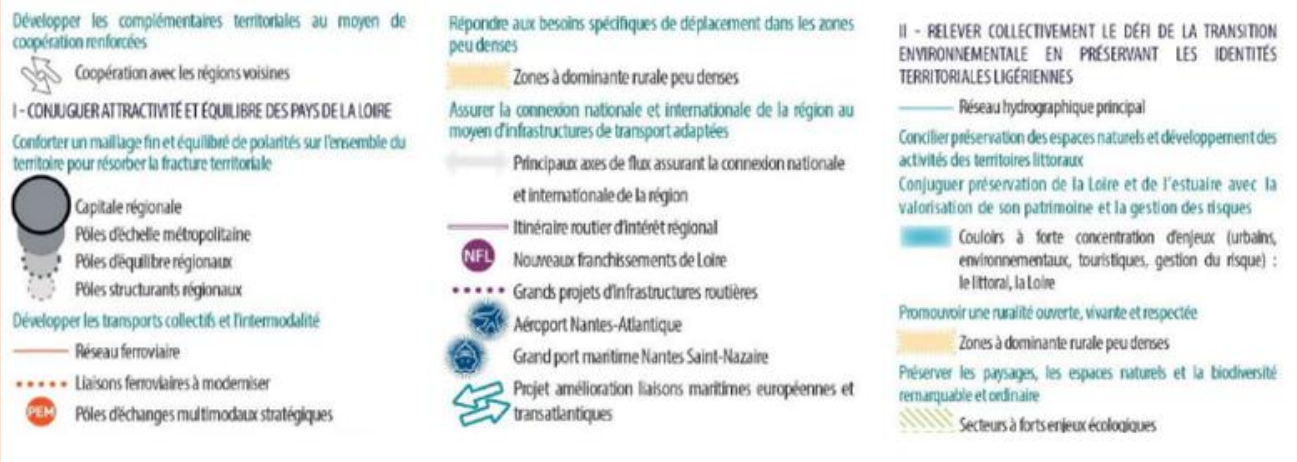 Développer les complémentaires territoriales au moyen de
coopération renforcées
Coopération avec les régions voisines
I - CONJUGUER ATTRACTIVITÉ ET ÉQUILIBRE DES PAYS DE LA LOIRE
Conforter un maillage fin et équilibré de polarités sur l'ensemble du
territoire pour résorber la fracture territoriale
Capitale régionale
Pôles d'échelle métropolitaine
Pôles d'équilibre régionaux
Pôles structurants régionaux
Développer les transports collectifs et l'intermodalité
Réseau ferroviaire
Liaisons ferroviaires à moderniser
PEM Pôles d'échanges multimodaux stratégiques
Répondre aux besoins spécifiques de déplacement dans les zones
peu denses
Zones à dominante rurale peu denses
Assurer la connexion nationale et internationale de la région au
moyen d'infrastructures de transport adaptées
Principaux axes de flux assurant la connexion nationale
et internationale de la région
Itinéraire routier d'intérêt régional
NFL Nouveaux franchissements de Loire
Grands projets d'infrastructures routières
Aéroport Nantes-Atlantique
Grand port maritime Nantes Saint-Nazaire
Projet amélioration liaisons maritimes européennes et
transatlantiques
II - RELEVER COLLECTIVEMENT LE DÉFI DE LA TRANSITION
ENVIRONNEMENTALE EN PRÉSERVANT LES IDENTITÉS
TERRITORIALES LIGÉRIENNES
Réseau hydrographique principal
Concilier préservation des espaces naturels et développement des
activités des territoires littoraux
Conjuguer préservation de la Loire et de l'estuaire avec la
valorisation de son patrimoine et la gestion des risques
Couloirs à forte concentration d'enjeux (urbains,
environnementaux, touristiques, gestion du risque) :
le littoral, la Loire
Promouvoir une ruralité ouverte, vivante et respectée
Zones à dominante rurale peu denses
Préserver les paysages, les espaces naturels et la biodiversité
remarquable et ordinaire
Secteurs à forts enjeux écologiques